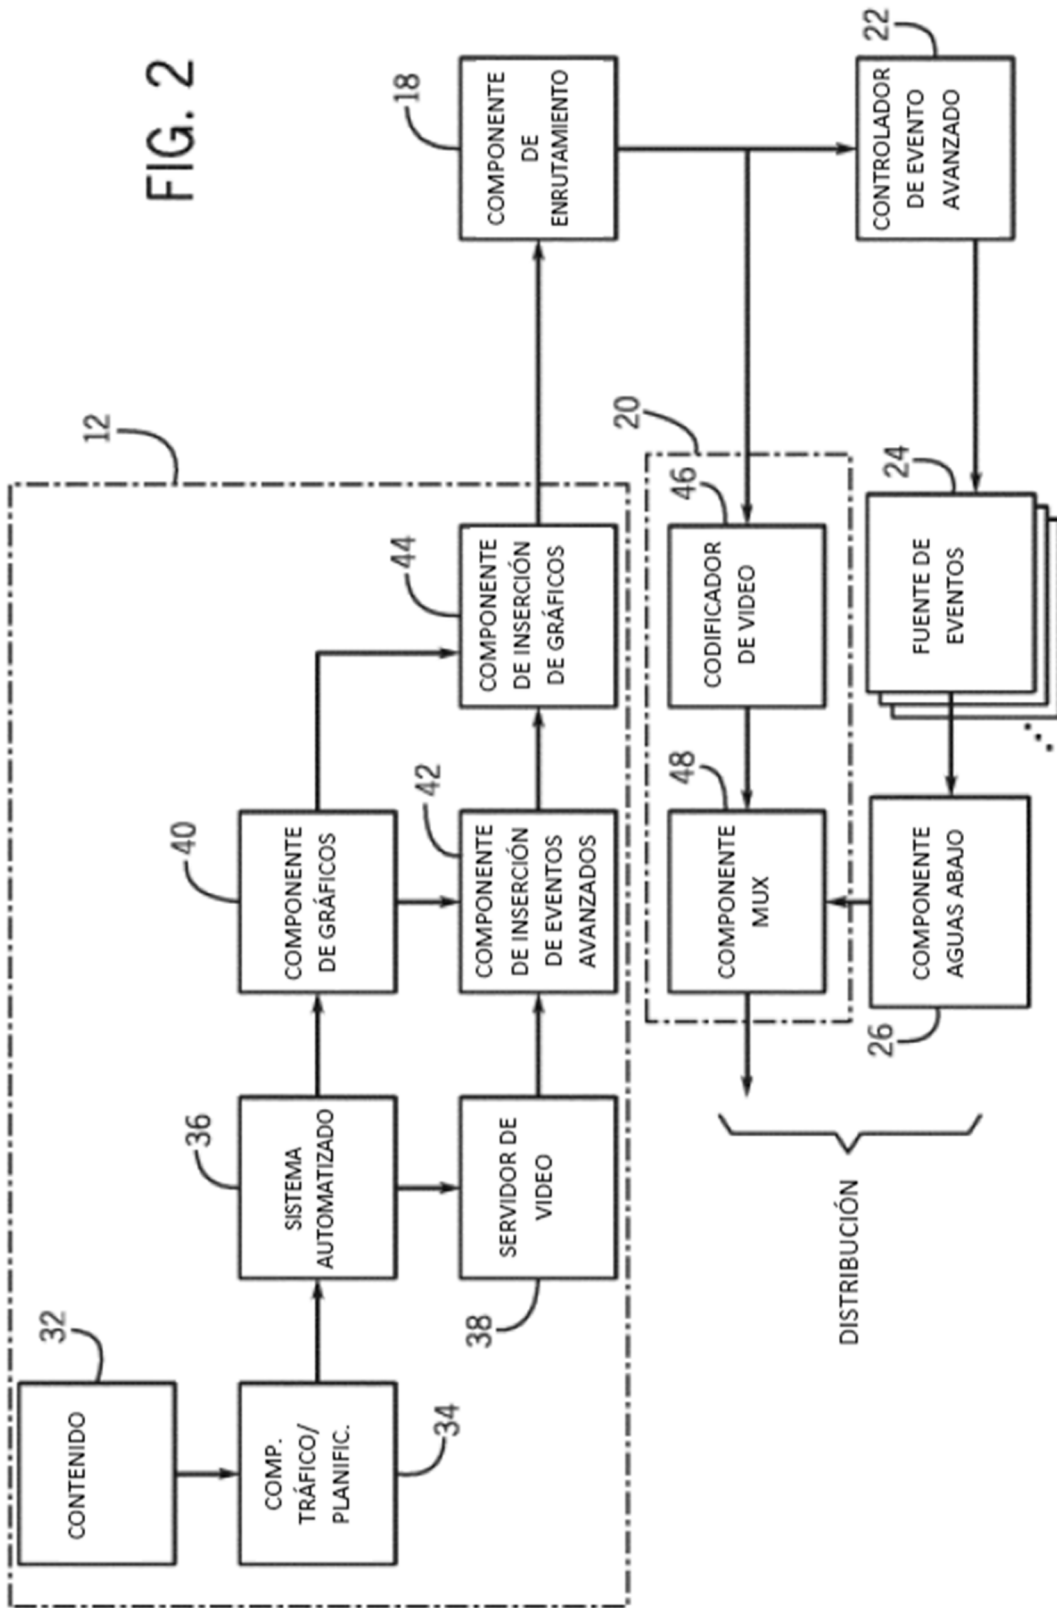 FIG. 2
12
32
CONTENIDO
COMP.
TRÁFICO/
PLANIFIC.
34
36
SISTEMA
AUTOMATIZADO
40
COMPONENTE
DE GRÁFICOS
38
SERVIDOR DE
VIDEO
42
COMPONENTE
DE INSERCIÓN
DE EVENTOS
AVANZADOS
44
COMPONENTE
DE INSERCIÓN
DE GRÁFICOS
18
COMPONENTE
DE
ENRUTAMIENTO
20
46
CODIFICADOR
DE VIDEO
48
COMPONENTE
MUX
22
CONTROLADOR
DE EVENTO
AVANZADO
24
FUENTE DE
EVENTOS
26
COMPONENTE
AGUAS ABAJO
DISTRIBUCIÓN